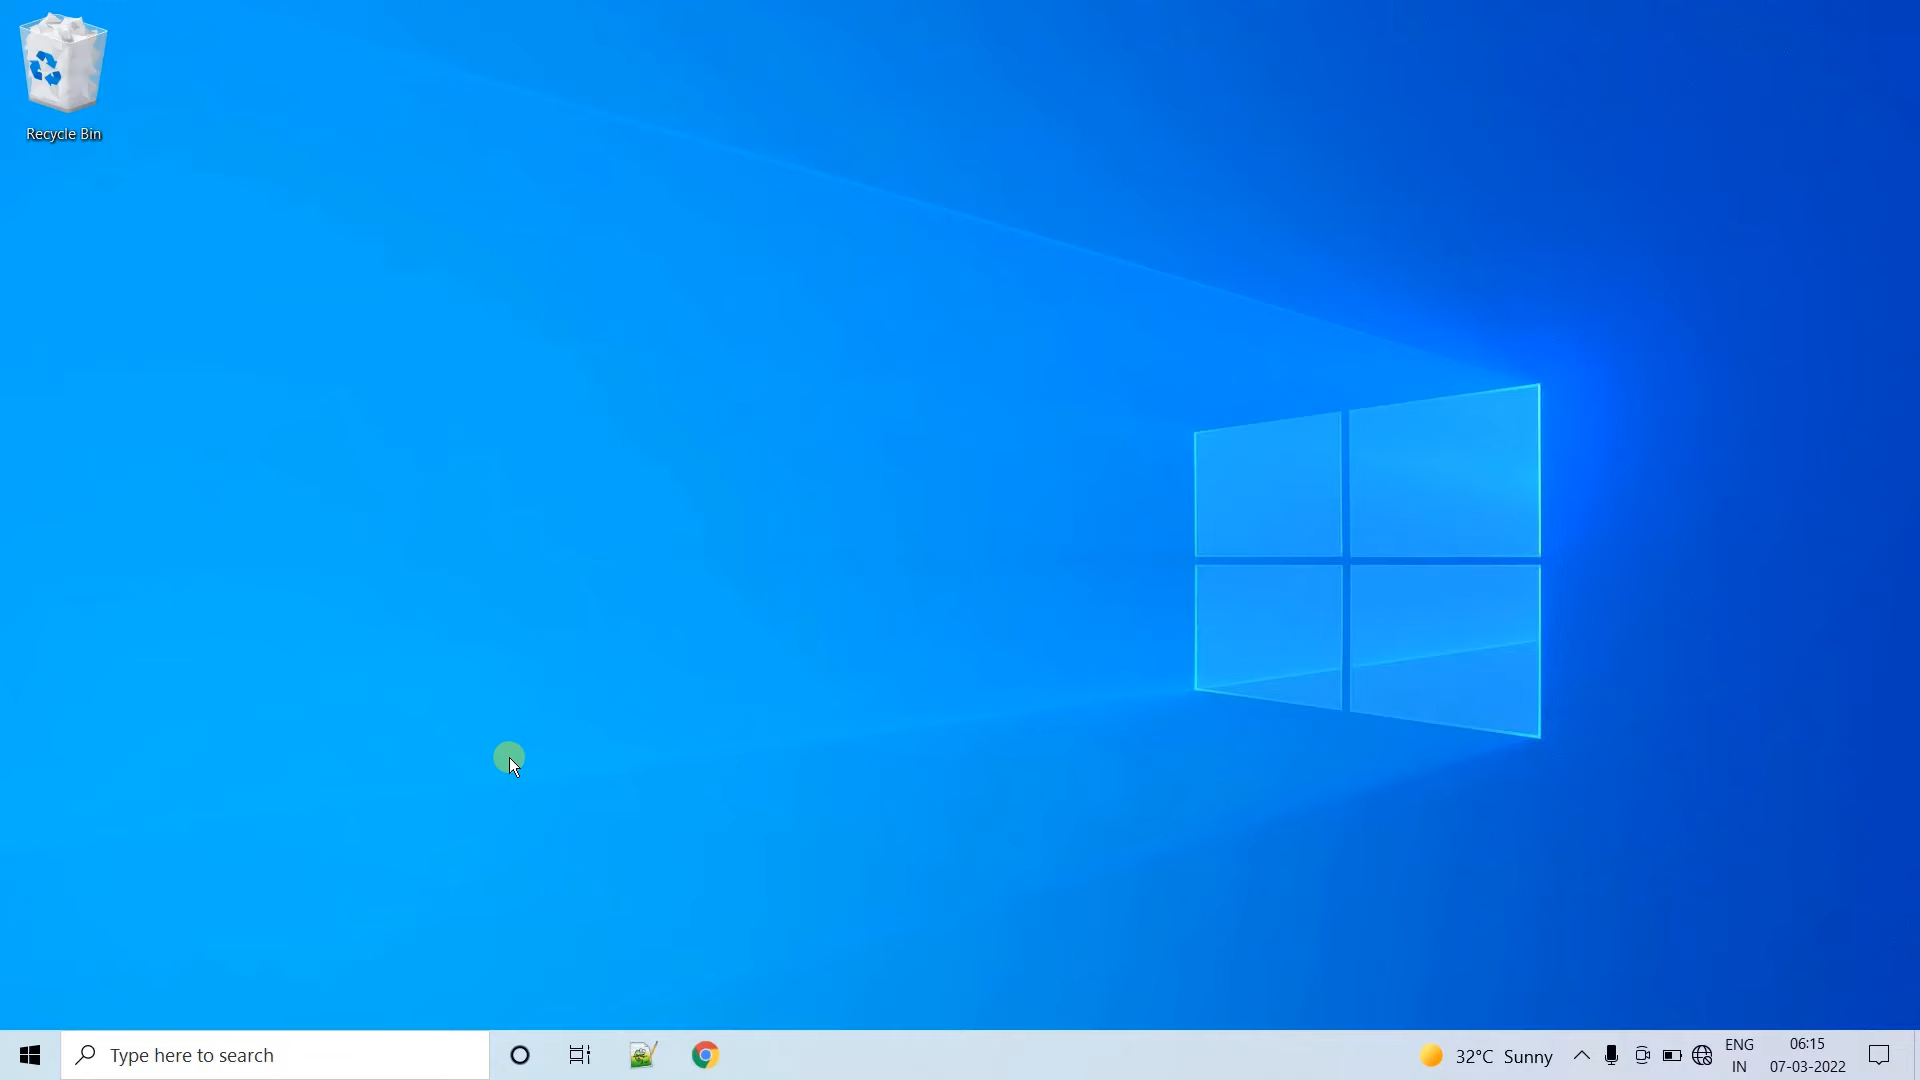 Recycle Bin
Type here to search
32°C Sunny
ENG
IN
06:15
07-03-2022